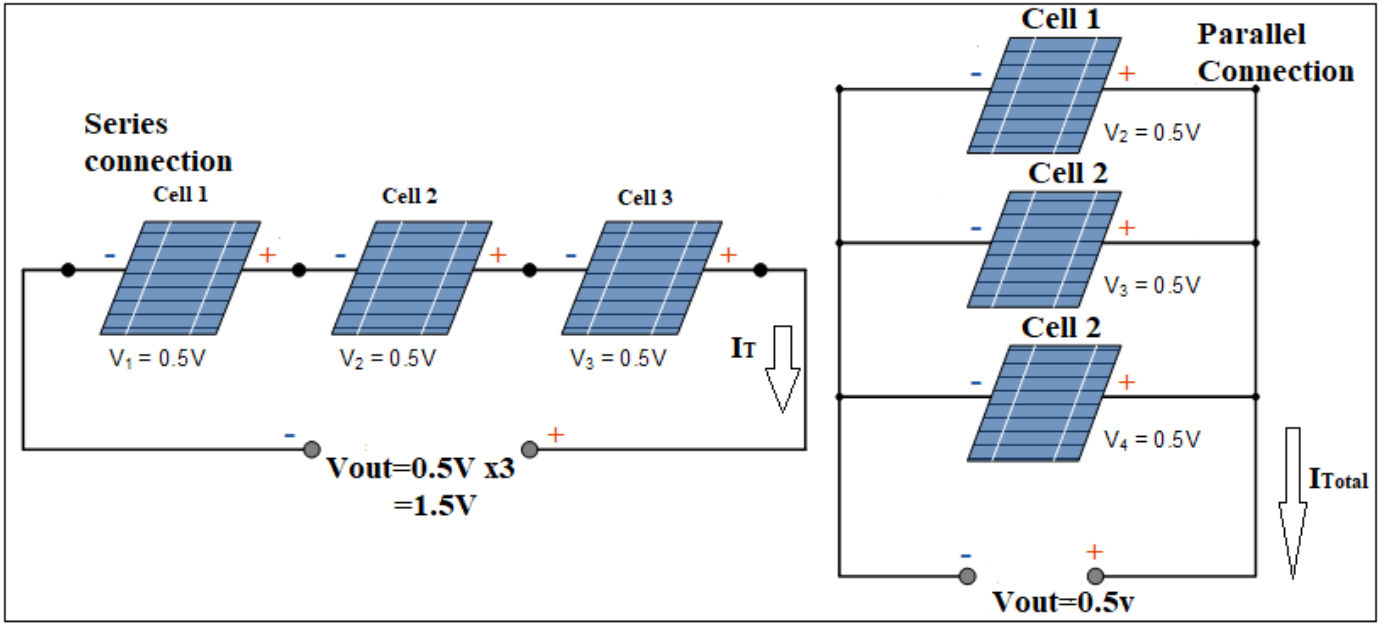 Series
connection
Cell 1
Cell 2
Cell 3
- + - + - +
V₁ = 0.5V
V₂ = 0.5V
V₃ = 0.5V
IT
- +
Vout=0.5V x3
=1.5V
Parallel
Connection
Cell 1
- +
V₂ = 0.5V
Cell 2
- +
V₃ = 0.5V
Cell 2
- +
V₄ = 0.5V
ITotal
- +
Vout=0.5v